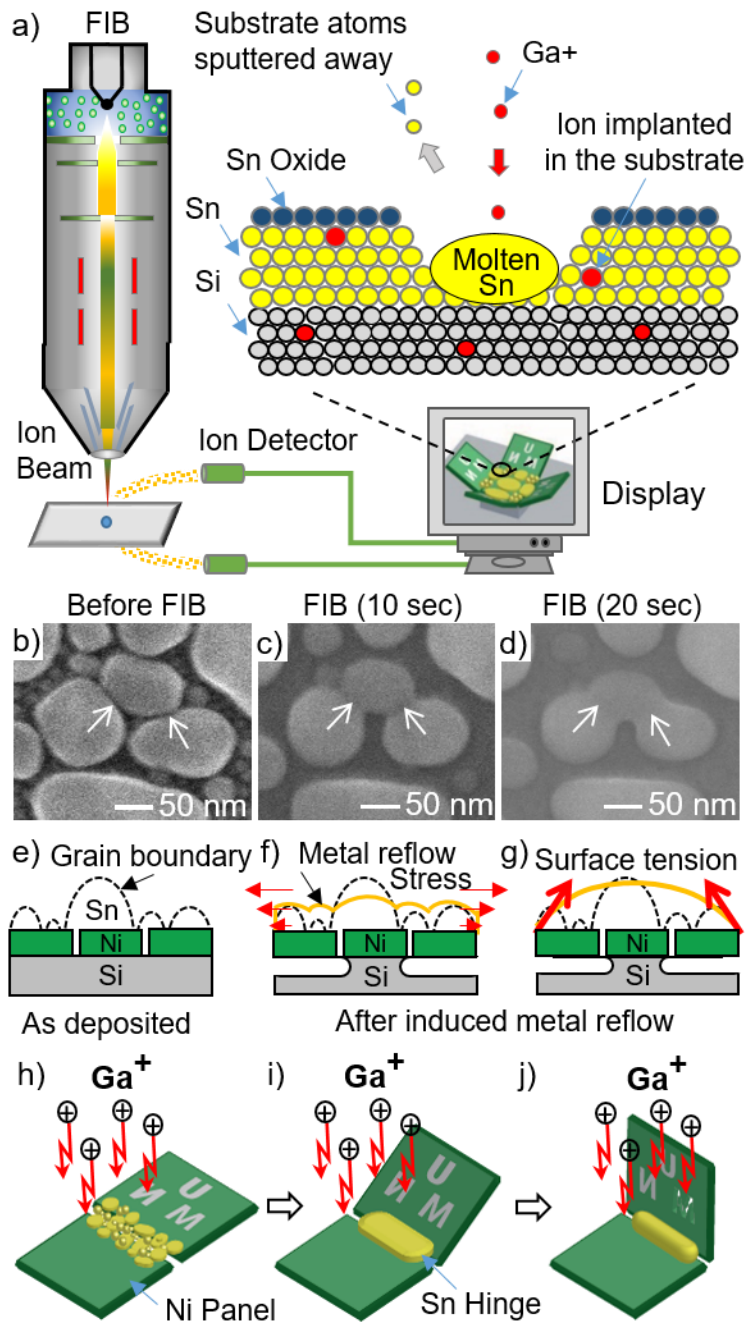 a)
FIB
Substrate atoms
sputtered away
Ga+
Ion implanted
in the substrate
Sn Oxide
Sn
Si
Molten
Sn
Ion
Beam
Ion Detector
Display
U
N
M
Before FIB
FIB (10 sec)
FIB (20 sec)
b)
c)
d)
50 nm
50 nm
50 nm
e)
Grain boundary
Sn
Ni
Si
f)
Metal reflow
Stress
Ni
Si
g)
Surface tension
Ni
Si
As deposited
After induced metal reflow
h)
Ga+
i)
Ga+
j)
Ga+
U
N
M
U
N
M
U
N
M
Ni Panel
Sn Hinge